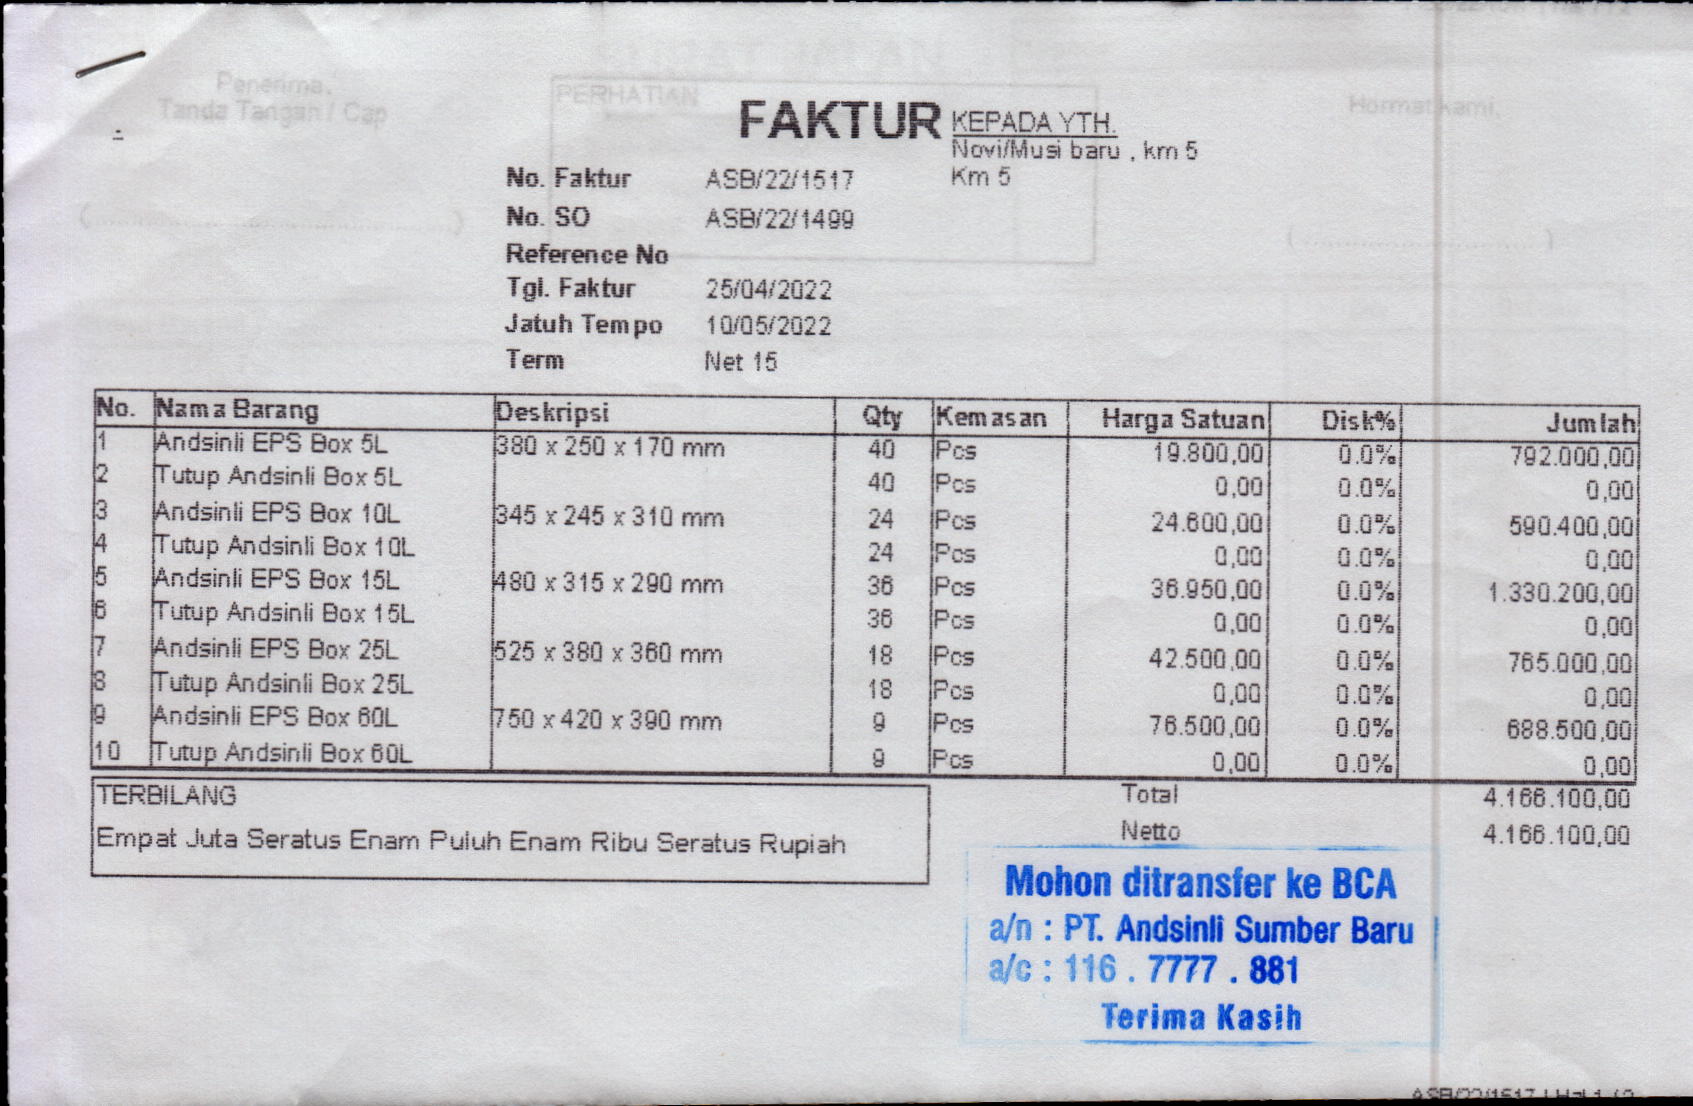 FAKTUR
KEPADA YTH.
Novi/Musi baru , km 5
Km 5
No. Faktur ASB/22/1517
No. SO ASB/22/1499
Reference No
Tgl. Faktur 25/04/2022
Jatuh Tempo 10/05/2022
Term Net 15
Penerima,
Tanda Tangan / Cap
PERHATIAN
Hormat kami,
No. Nama Barang Deskripsi Qty Kemasan Harga Satuan Disk% Jumlah
1 Andsinli EPS Box 5L 380 x 250 x 170 mm 40 Pcs 19.800,00 0.0% 792.000,00
2 Tutup Andsinli Box 5L 40 Pcs 0,00 0.0% 0,00
3 Andsinli EPS Box 10L 345 x 245 x 310 mm 24 Pcs 24.600,00 0.0% 590.400,00
4 Tutup Andsinli Box 10L 24 Pcs 0,00 0.0% 0,00
5 Andsinli EPS Box 15L 480 x 315 x 290 mm 36 Pcs 36.950,00 0.0% 1.330.200,00
6 Tutup Andsinli Box 15L 36 Pcs 0,00 0.0% 0,00
7 Andsinli EPS Box 25L 525 x 380 x 360 mm 18 Pcs 42.500,00 0.0% 765.000,00
8 Tutup Andsinli Box 25L 18 Pcs 0,00 0.0% 0,00
9 Andsinli EPS Box 60L 750 x 420 x 390 mm 9 Pcs 76.500,00 0.0% 688.500,00
10 Tutup Andsinli Box 60L 9 Pcs 0,00 0.0% 0,00
TERBILANG
Empat Juta Seratus Enam Puluh Enam Ribu Seratus Rupiah
Total 4.166.100,00
Netto 4.166.100,00
Mohon ditransfer ke BCA
a/n : PT. Andsinli Sumber Baru
a/c : 116 . 7777 . 881
Terima Kasih
ASB/22/1517